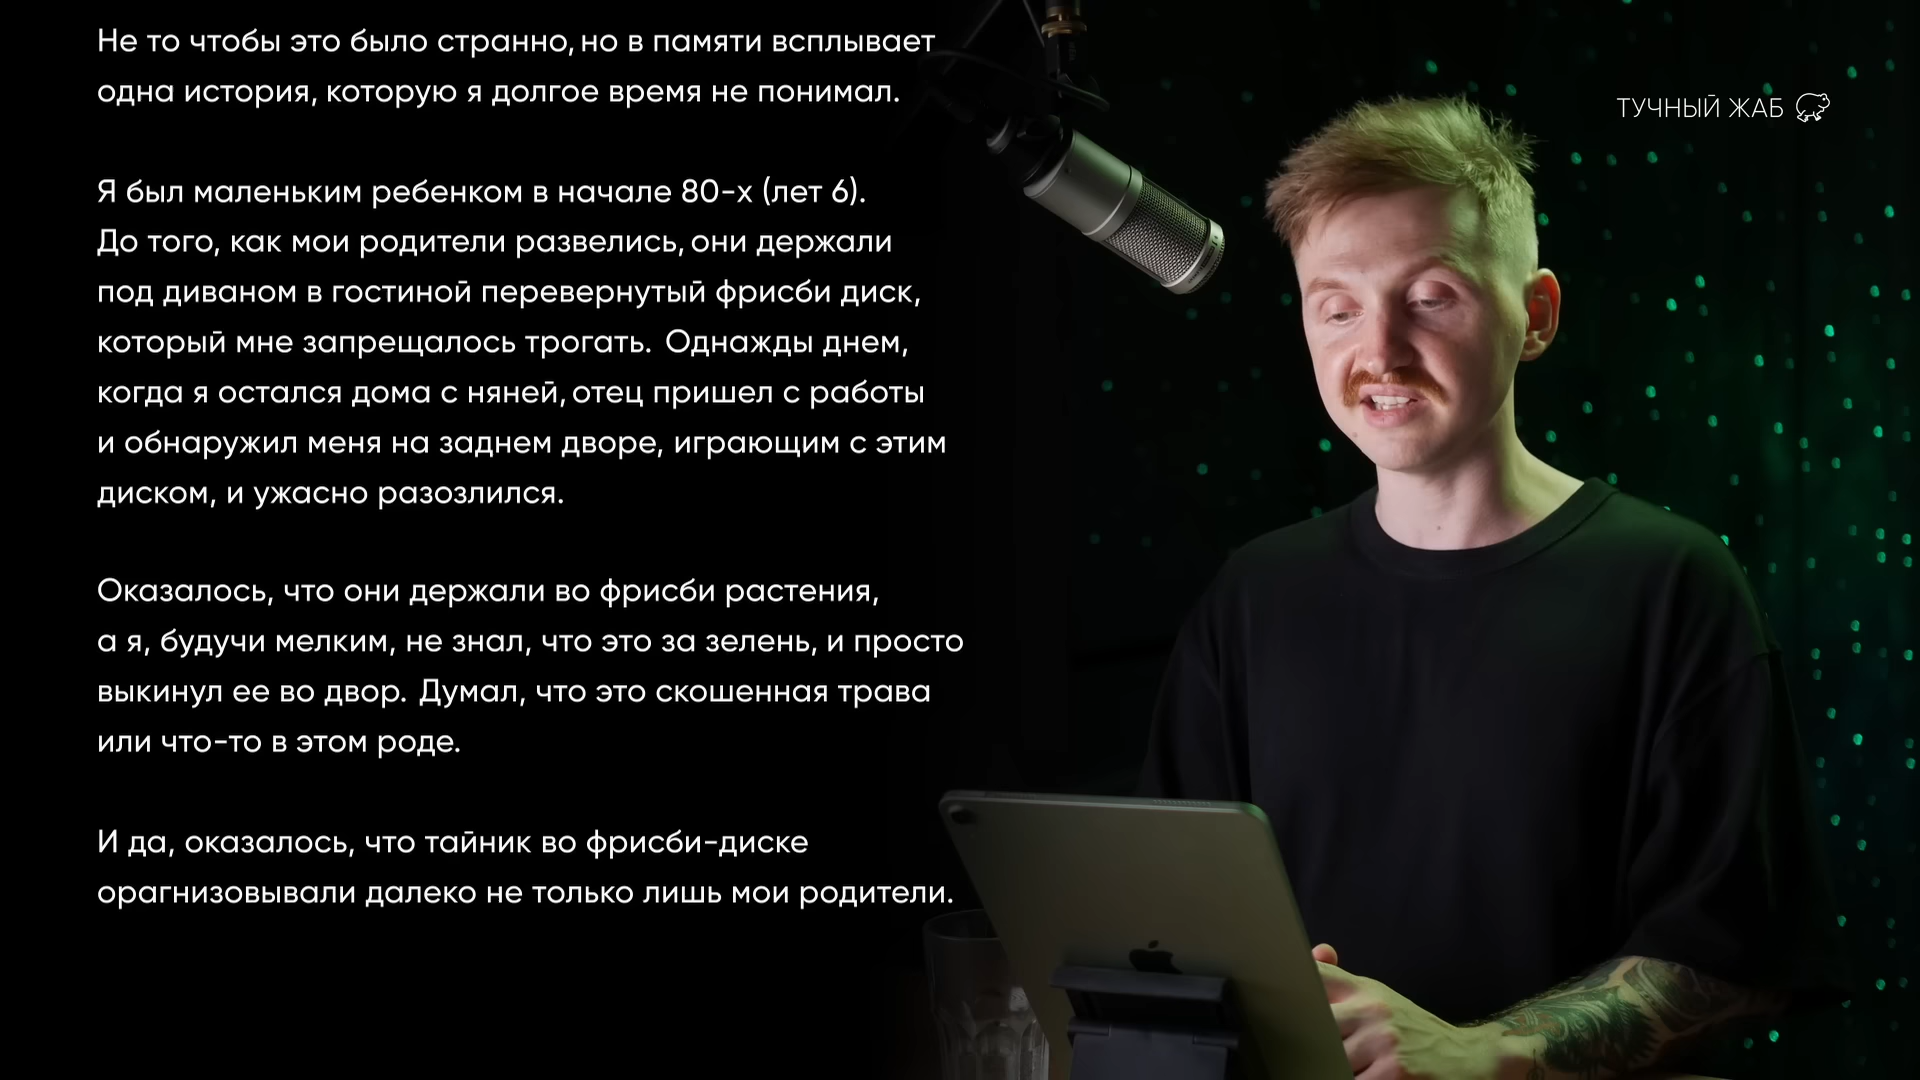 Не то чтобы это было странно, но в памяти всплывает
одна история, которую я долгое время не понимал.
Я был маленьким ребенком в начале 80-х (лет 6).
До того, как мои родители развелись, они держали
под диваном в гостиной перевернутый фрисби диск,
который мне запрещалось трогать. Однажды днем,
когда я остался дома с няней, отец пришел с работы
и обнаружил меня на заднем дворе, играющим с этим
диском, и ужасно разозлился.
Оказалось, что они держали во фрисби растения,
а я, будучи мелким, не знал, что это за зелень, и просто
выкинул ее во двор. Думал, что это скошенная трава
или что-то в этом роде.
И да, оказалось, что тайник во фрисби-диске
орагнизовывали далеко не только лишь мои родители.
ТУЧНЫЙ ЖАБ